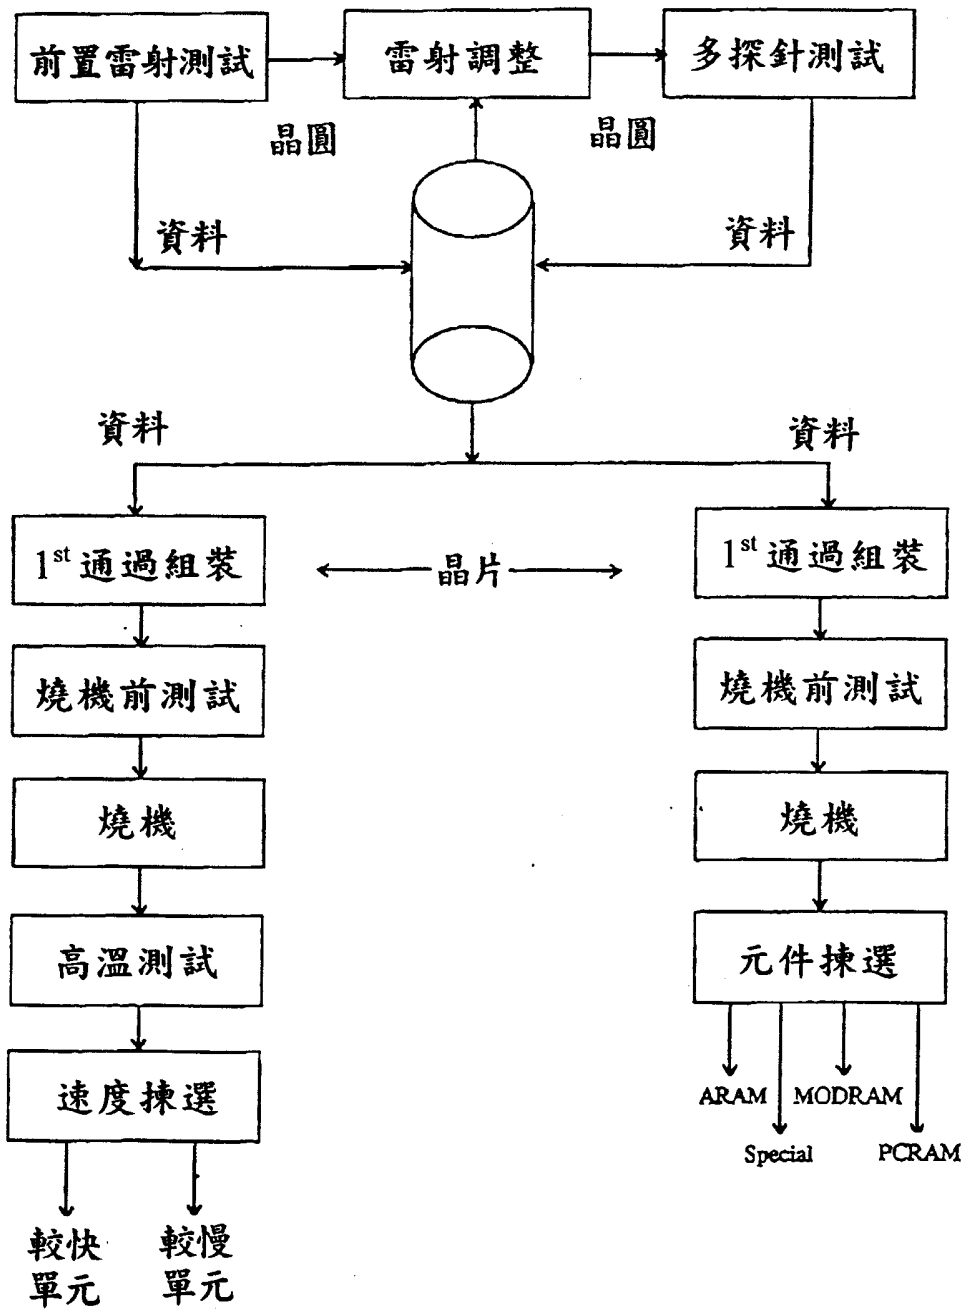 前置雷射測試
雷射調整
多探針測試
晶圓
晶圓
資料
資料
資料
資料
1st 通過組裝
晶片
1st 通過組裝
燒機前測試
燒機前測試
燒機
燒機
高溫測試
元件揀選
速度揀選
ARAM
MODRAM
Special
PCRAM
較快
單元
較慢
單元